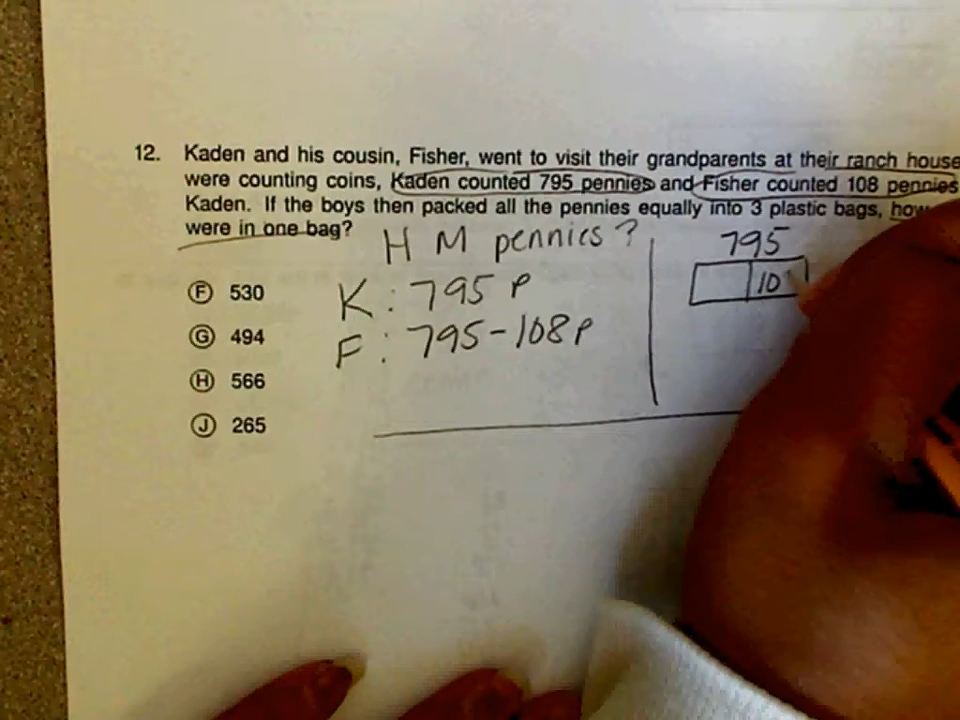 12. Kaden and his cousin, Fisher, went to visit their grandparents at their ranch house
were counting coins, Kaden counted 795 pennies and Fisher counted 108 pennies
Kaden. If the boys then packed all the pennies equally into 3 plastic bags, how
were in one bag?
H M pennies?
795
10
K: 795 p
F: 795-108p
F 530
G 494
H 566
J 265